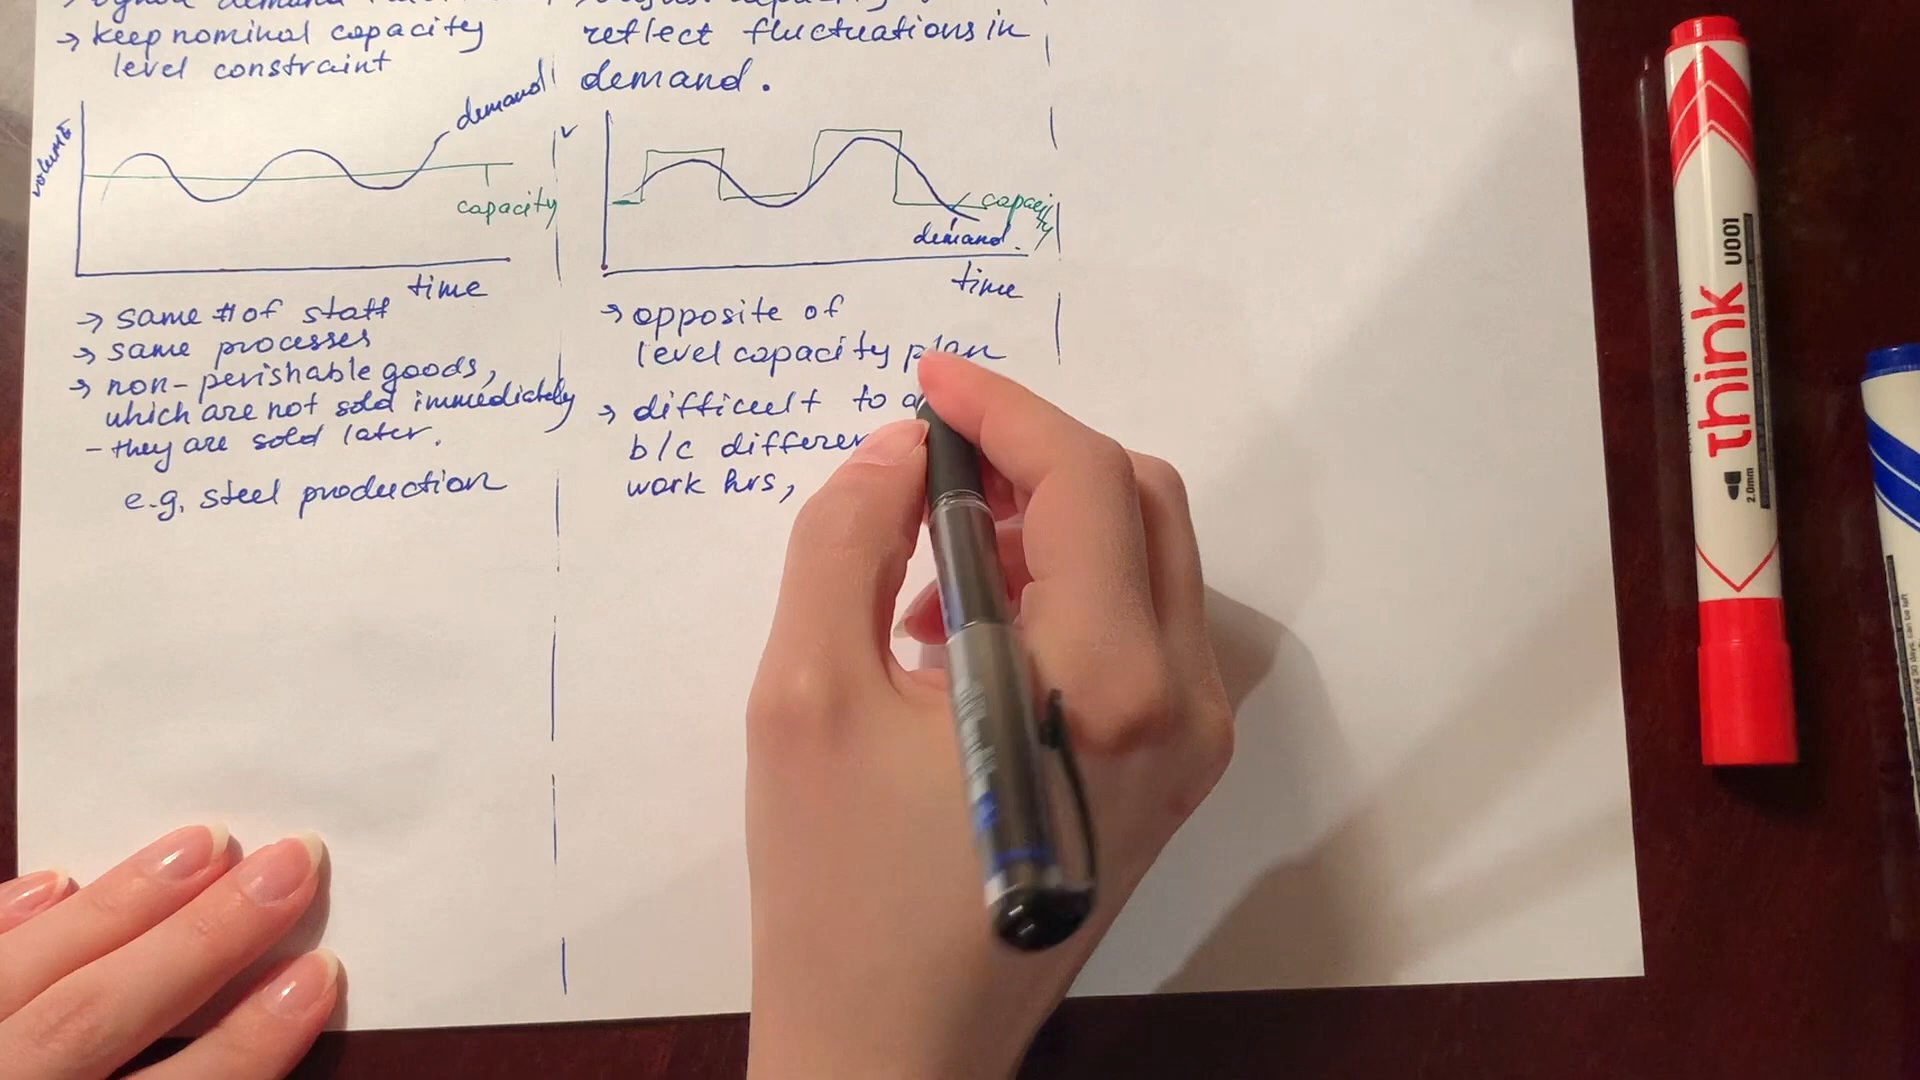 → keep nominal capacity
level constraint
volume
demand
capacity
time
→ same # of staff
→ same processes
→ non-perishable goods,
which are not sold immediately
- they are sold later.
e.g. steel production
reflect fluctuations in
demand.
capacity
demand.
time
→ opposite of
level capacity plan
→ difficult to
b/c
work hrs,
think
U001
2.0mm